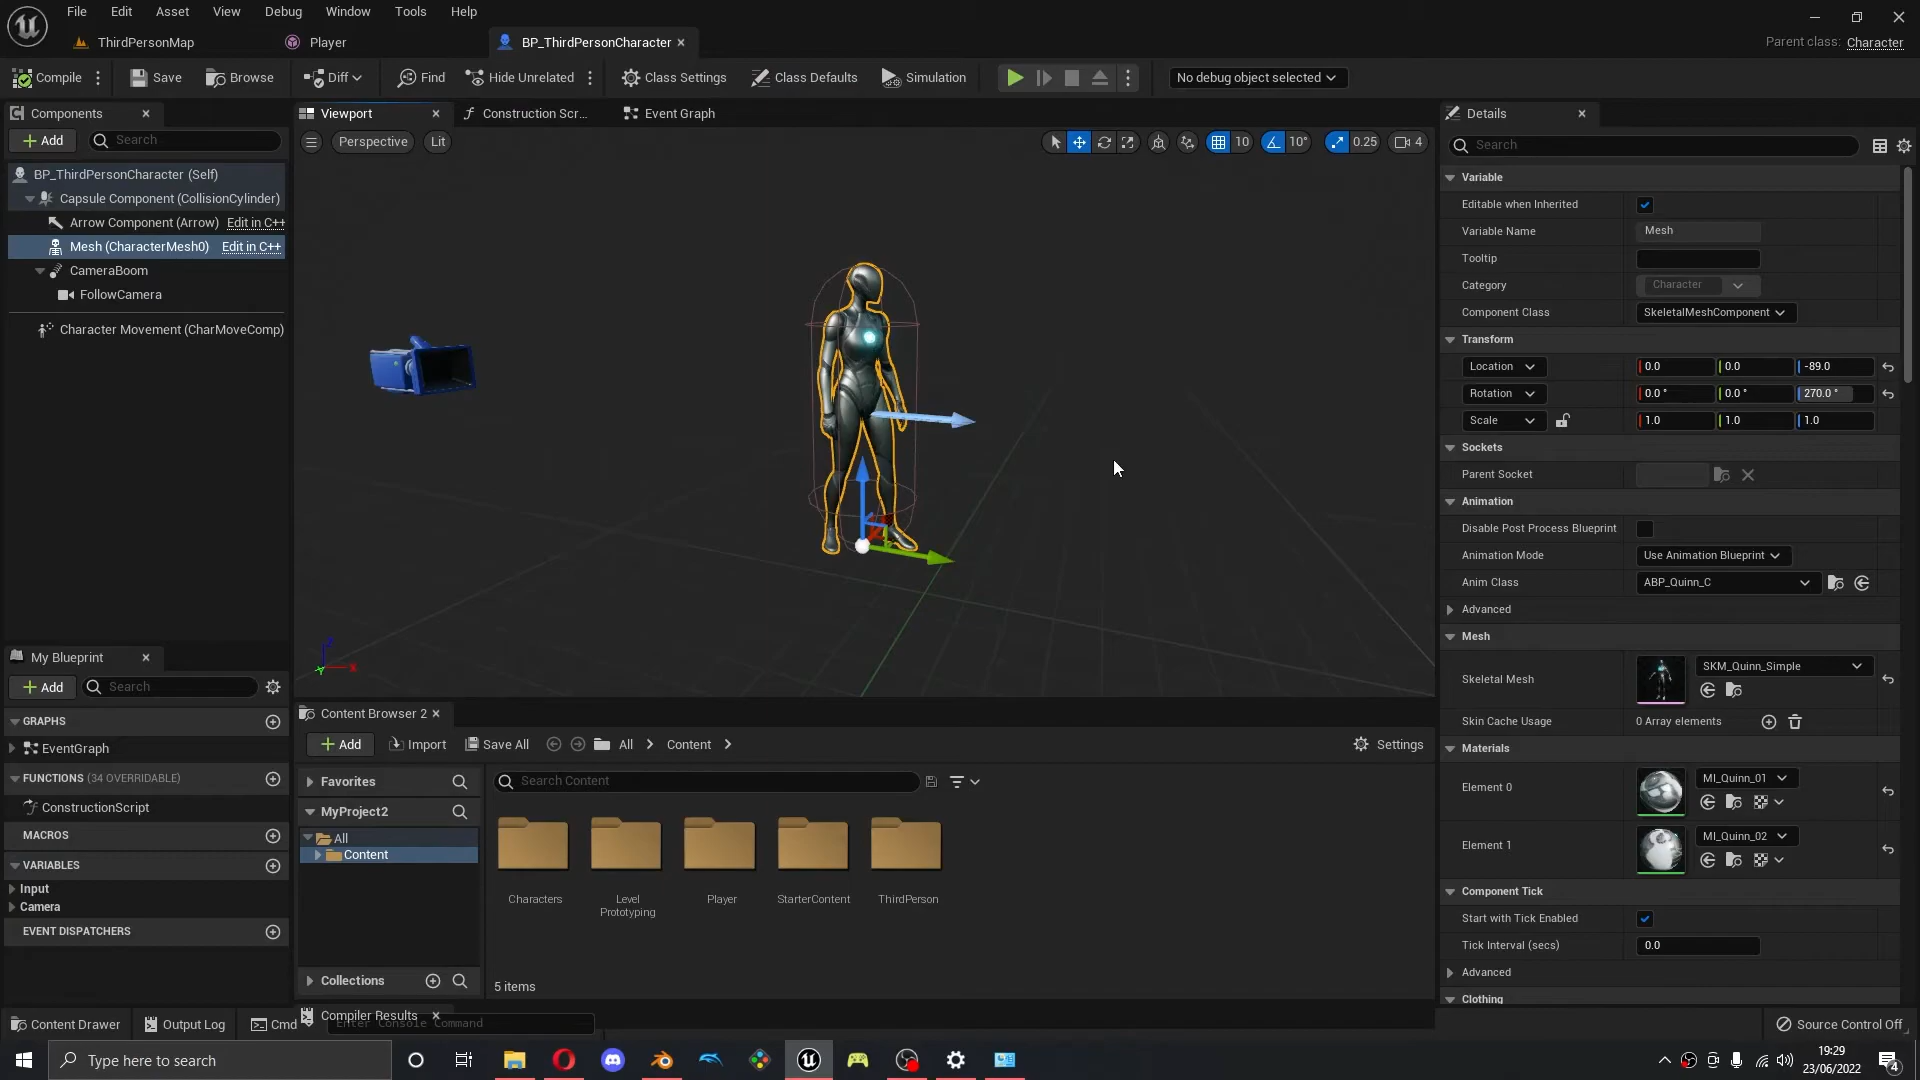 File Edit Asset View Debug Window Tools Help
ThirdPersonMap Player BP_ThirdPersonCharacter
Parent class: Character
Compile Save Browse Diff Find Hide Unrelated Class Settings Class Defaults Simulation No debug object selected
Components
Add Search
BP_ThirdPersonCharacter (Self)
Capsule Component (CollisionCylinder)
Arrow Component (Arrow) Edit in C++
Mesh (CharacterMesh0) Edit in C++
CameraBoom
FollowCamera
Character Movement (CharMoveComp)
My Blueprint
Add Search
GRAPHS
EventGraph
FUNCTIONS (34 OVERRIDABLE)
ConstructionScript
MACROS
VARIABLES
Input
Camera
EVENT DISPATCHERS
Viewport Construction Scr... Event Graph
Perspective Lit 10 10° 0.25 4
Z X Y
Content Browser 2
Add Import Save All All Content Settings
Favorites
MyProject2
All
Content
Collections
Search Content
Characters
Level Prototyping
Player
StarterContent
ThirdPerson
5 items
Compiler Results
Details
Search
Variable
Editable when Inherited
Variable Name Mesh
Tooltip
Category Character
Component Class SkeletalMeshComponent
Transform
Location 0.0 0.0 -89.0
Rotation 0.0 ° 0.0 ° 270.0 °
Scale 1.0 1.0 1.0
Sockets
Parent Socket
Animation
Disable Post Process Blueprint
Animation Mode Use Animation Blueprint
Anim Class ABP_Quinn_C
Advanced
Mesh
Skeletal Mesh SKM_Quinn_Simple
Skin Cache Usage 0 Array elements
Materials
Element 0 MI_Quinn_01
Element 1 MI_Quinn_02
Component Tick
Start with Tick Enabled
Tick Interval (secs) 0.0
Advanced
Clothing
Content Drawer Output Log Cmd Enter Console Command Source Control Off
Type here to search
19:29
23/06/2022
4